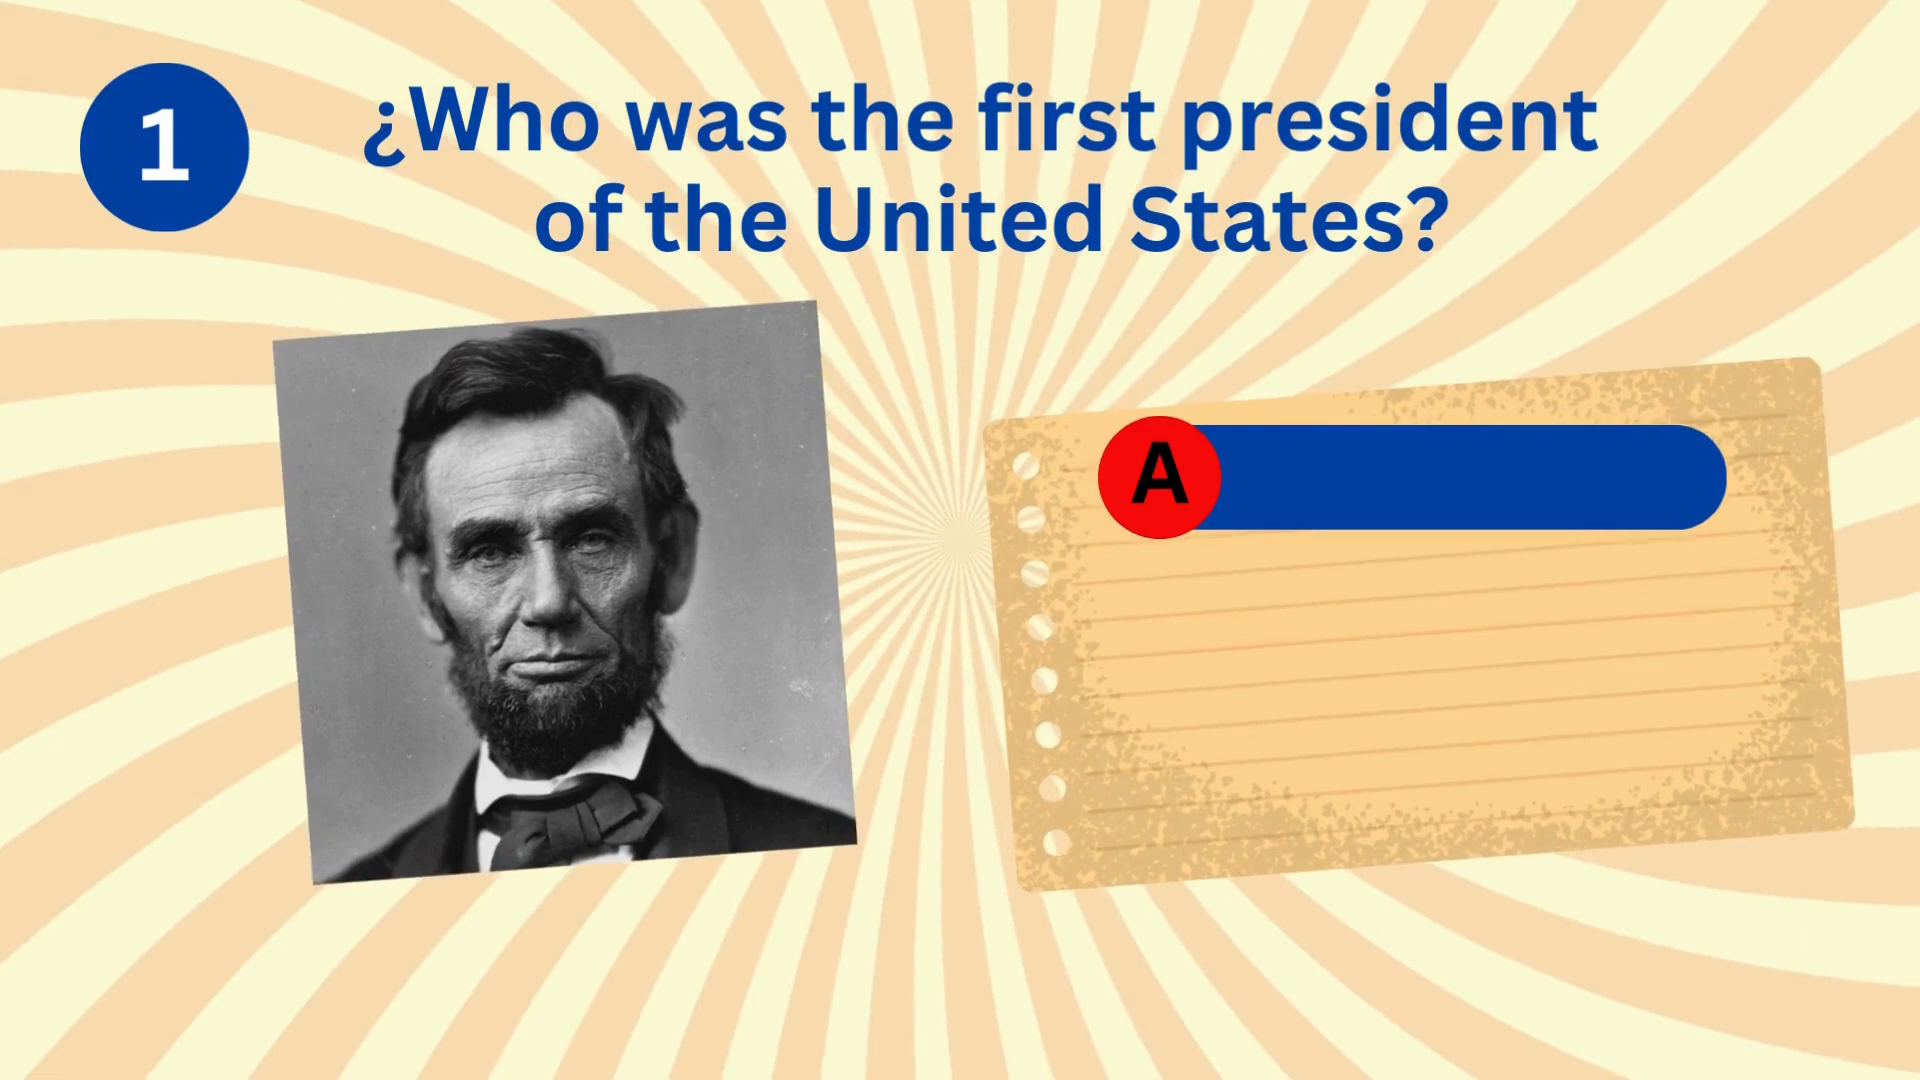 1
¿Who was the first president
of the United States?
A